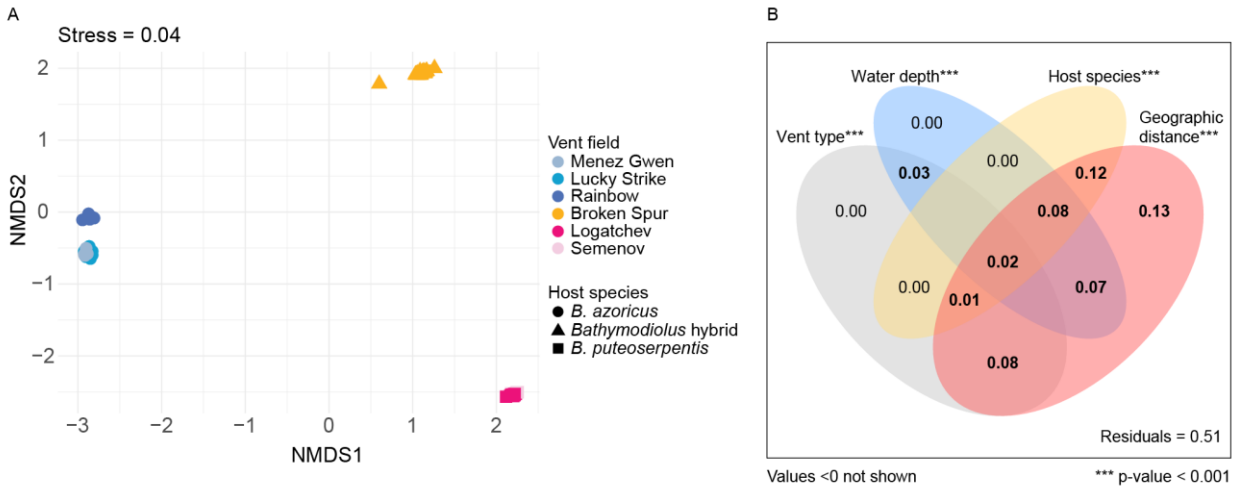 A
Stress = 0.04
2
1
0
−1
−2
NMDS2
−3
−2
−1
0
1
2
NMDS1
Vent field
Menez Gwen
Lucky Strike
Rainbow
Broken Spur
Logatchev
Semenov
Host species
B. azoricus
Bathymodiolus hybrid
B. puteoserpentis
B
Water depth***
Host species***
Vent type***
Geographic
distance***
0.00
0.00
0.03
0.12
0.00
0.08
0.13
0.02
0.00
0.01
0.07
0.08
Residuals = 0.51
Values <0 not shown
*** p-value < 0.001